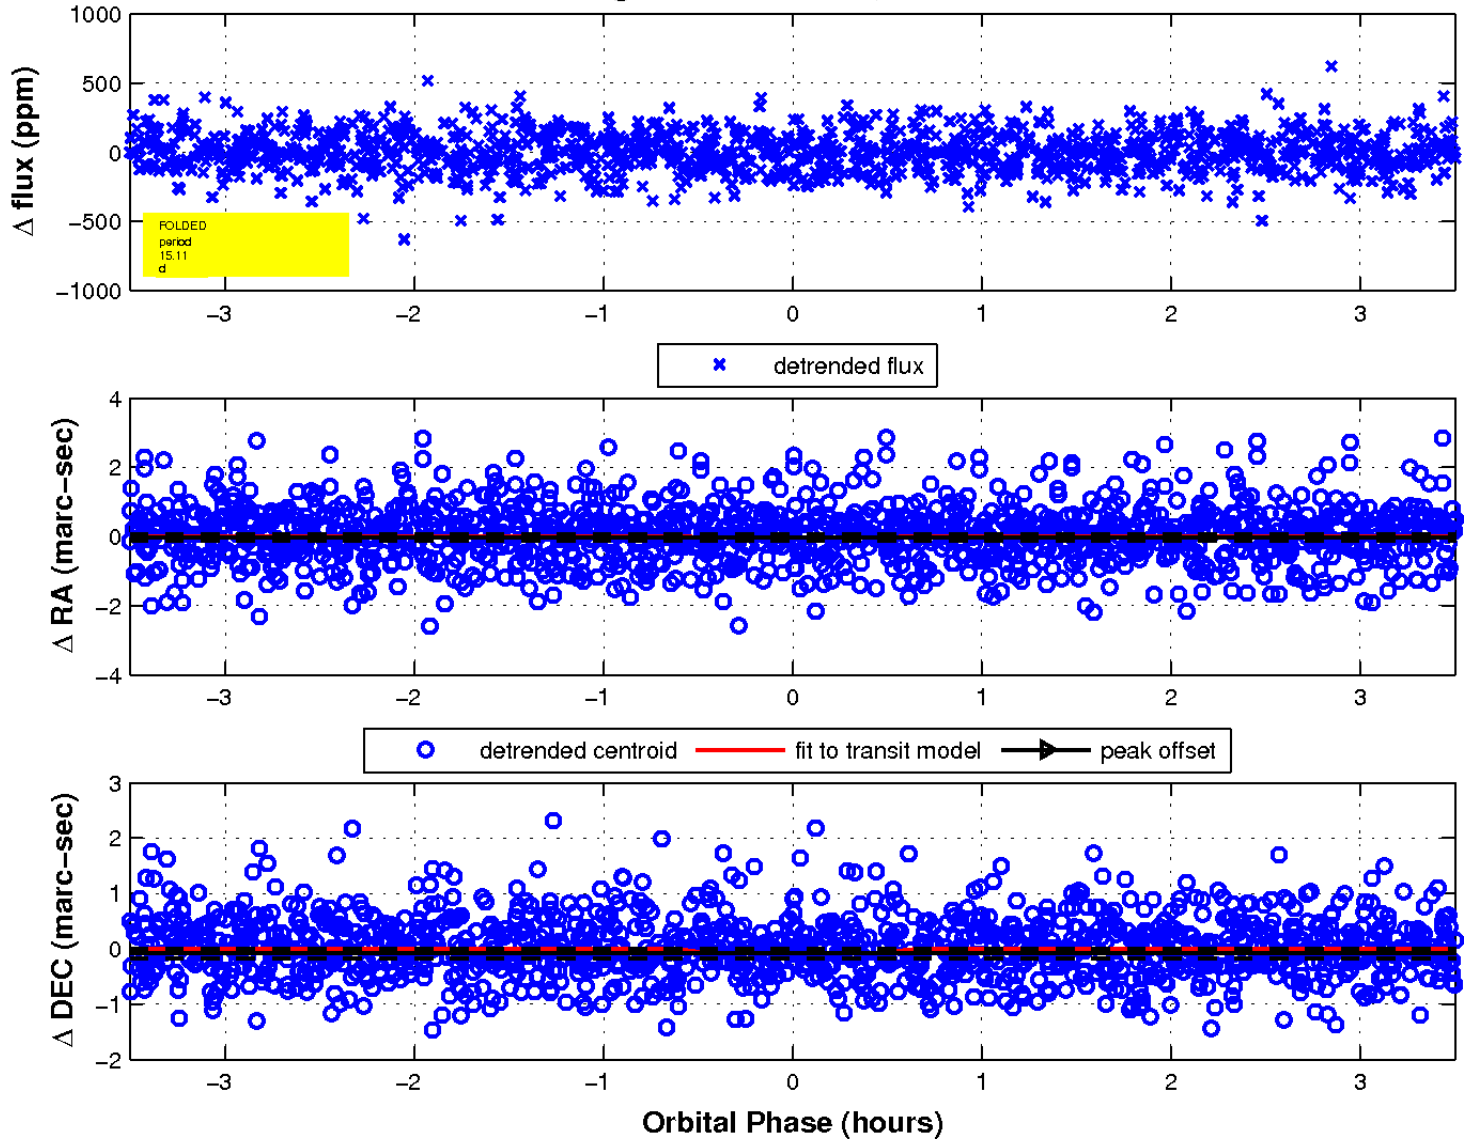 1000
500
0
−500
−1000
Δ flux (ppm)
FOLDED
period
15.11
d
−3 −2 −1 0 1 2 3
detrended flux
4
2
0
−2
−4
Δ RA (marc−sec)
−3 −2 −1 0 1 2 3
detrended centroid fit to transit model peak offset
3
2
1
0
−1
−2
Δ DEC (marc−sec)
−3 −2 −1 0 1 2 3
Orbital Phase (hours)